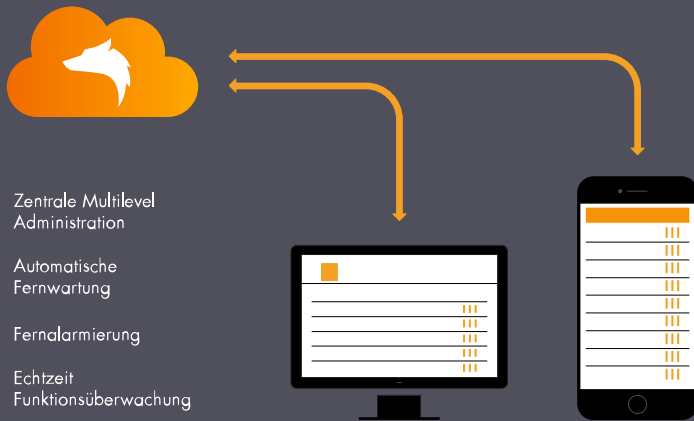 Zentrale Multilevel
Administration
Automatische
Fernwartung
Fernalarmierung
Echtzeit
Funktionsüberwachung